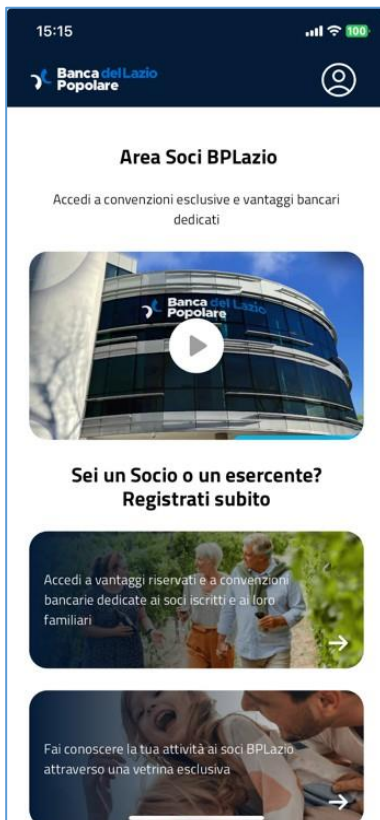 15:15
100
Banca del Lazio
Popolare
Area Soci BPLazio
Accedi a convenzioni esclusive e vantaggi bancari
dedicati
Banca del Lazio
Popolare
Sei un Socio o un esercente?
Registrati subito
Accedi a vantaggi riservati e a convenzioni
bancarie dedicate ai soci iscritti e ai loro
familiari
Fai conoscere la tua attività ai soci BPLazio
attraverso una vetrina esclusiva